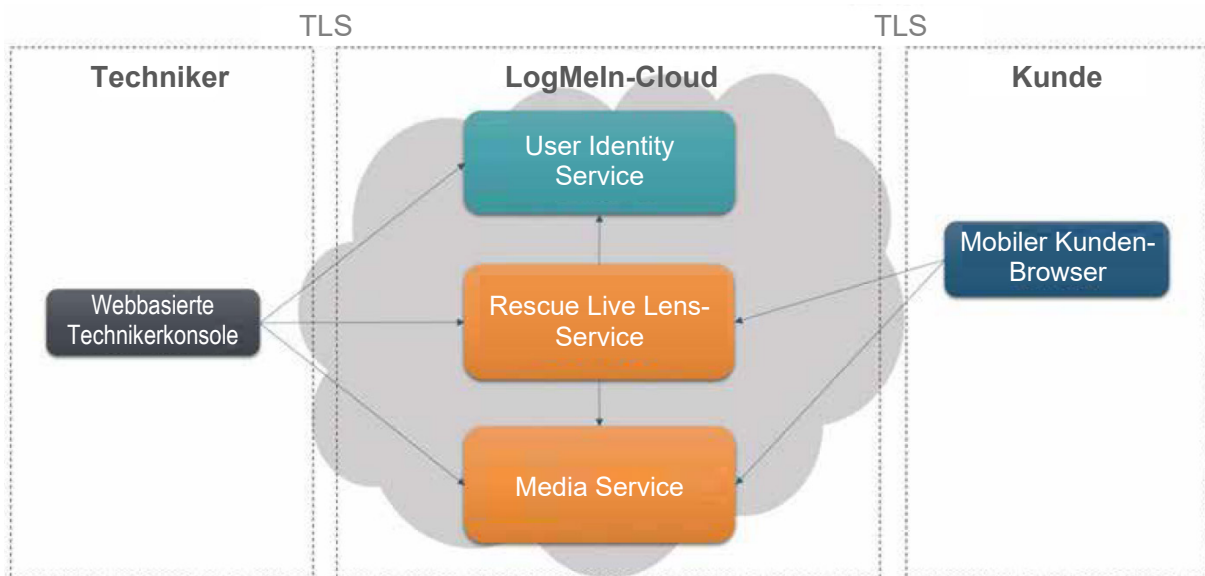 TLS
TLS
Techniker
LogMeIn-Cloud
Kunde
User Identity
Service
Mobiler Kunden-
Browser
Webbasierte
Technikerkonsole
Rescue Live Lens-
Service
Media Service